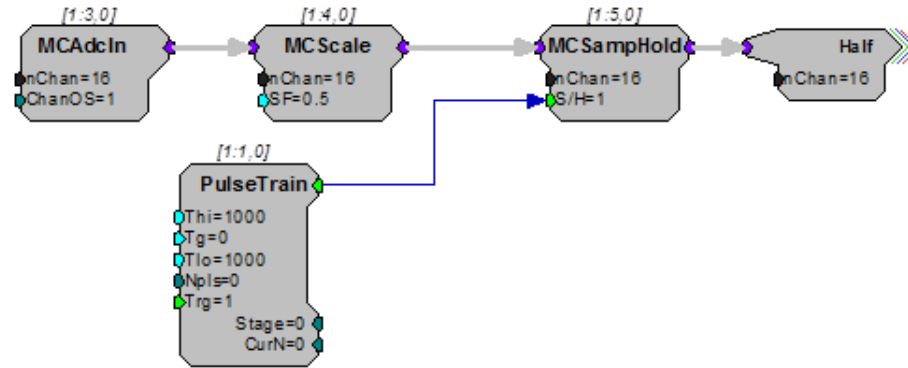 [1:3,0] [1:4,0] [1:5,0]
MCAdcIn MCScale MCSampHold Half
nChan=16 nChan=16 nChan=16 nChan=16
ChanOS=1 SF=0.5 S/H=1
[1:1,0]
PulseTrain
Thi=1000
Tg=0
Tlo=1000
Npls=0
Trg=1
Stage=0
CurN=0